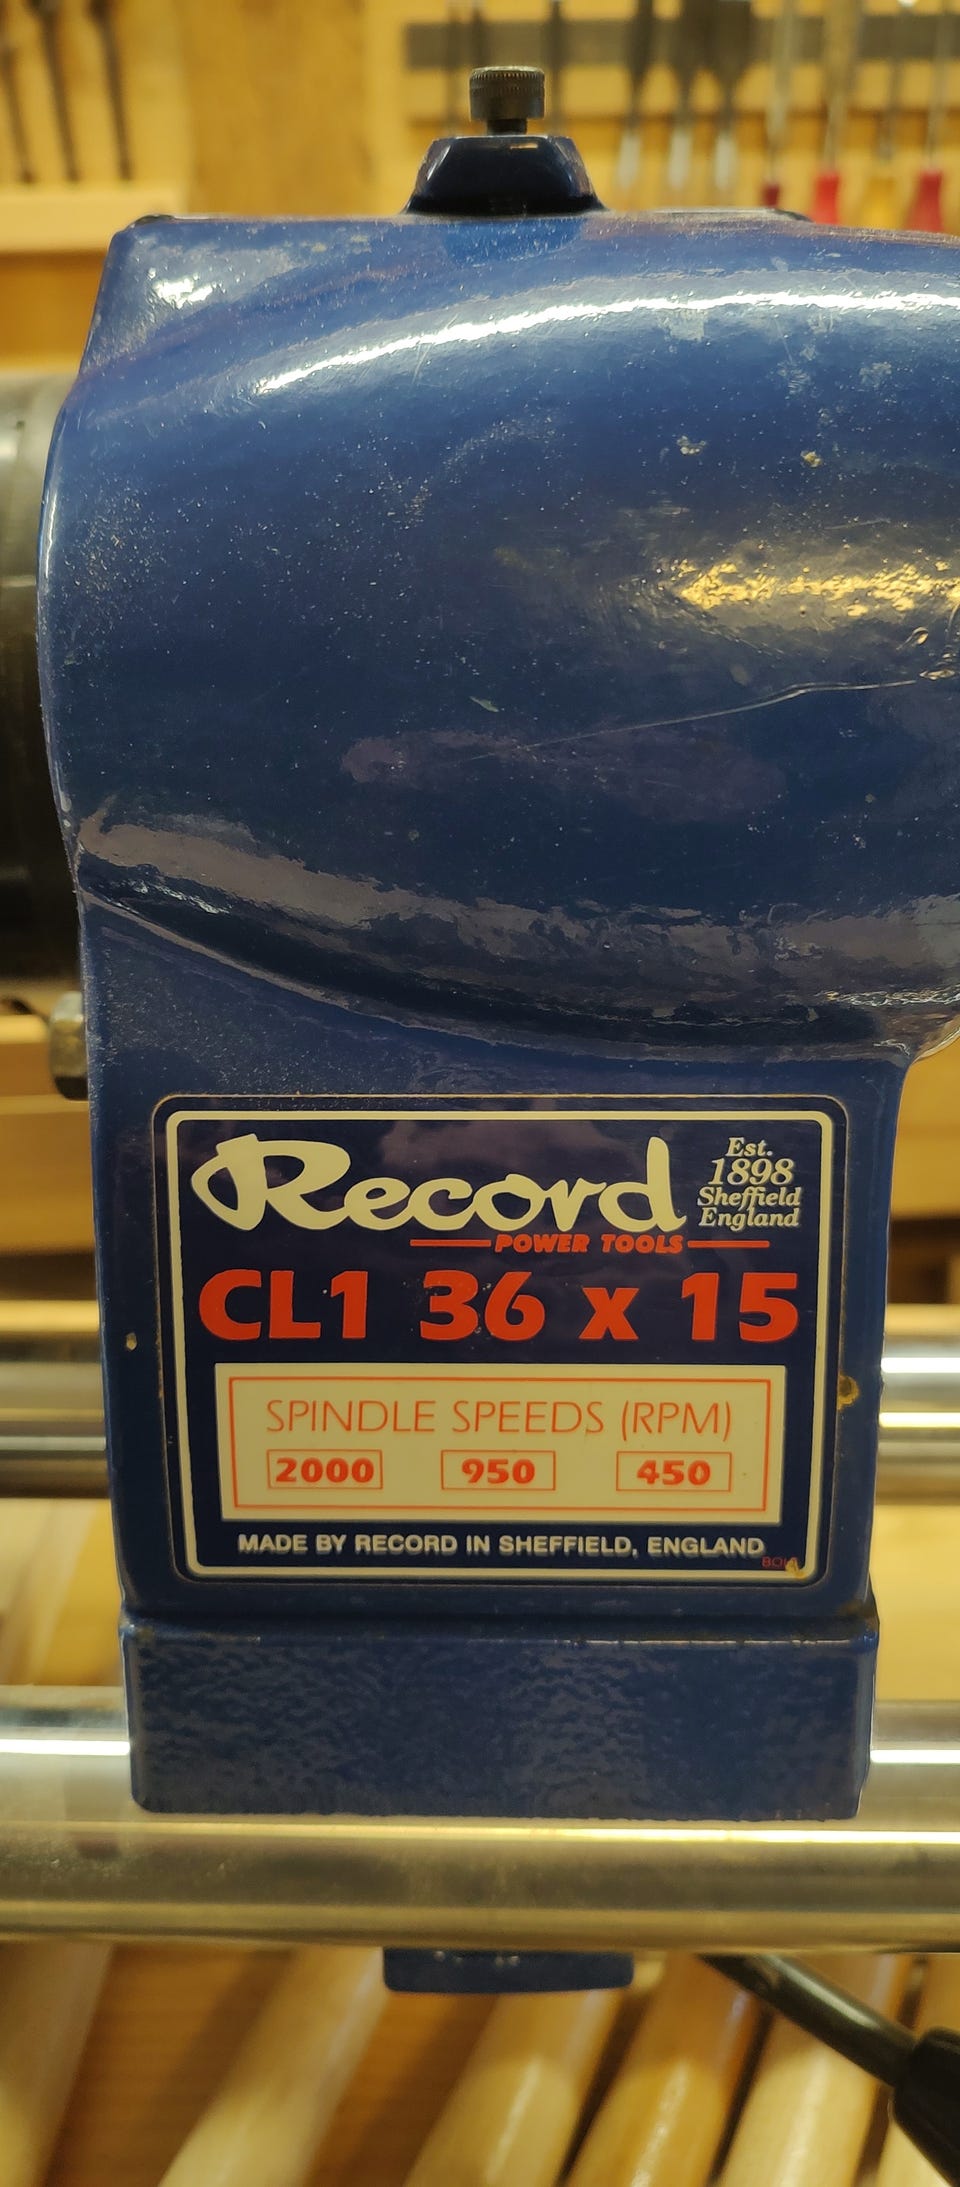 Record
Est.
1898
Sheffield
England
POWER TOOLS
CL1 36 x 15
SPINDLE SPEEDS (RPM)
2000 950 450
MADE BY RECORD IN SHEFFIELD, ENGLAND